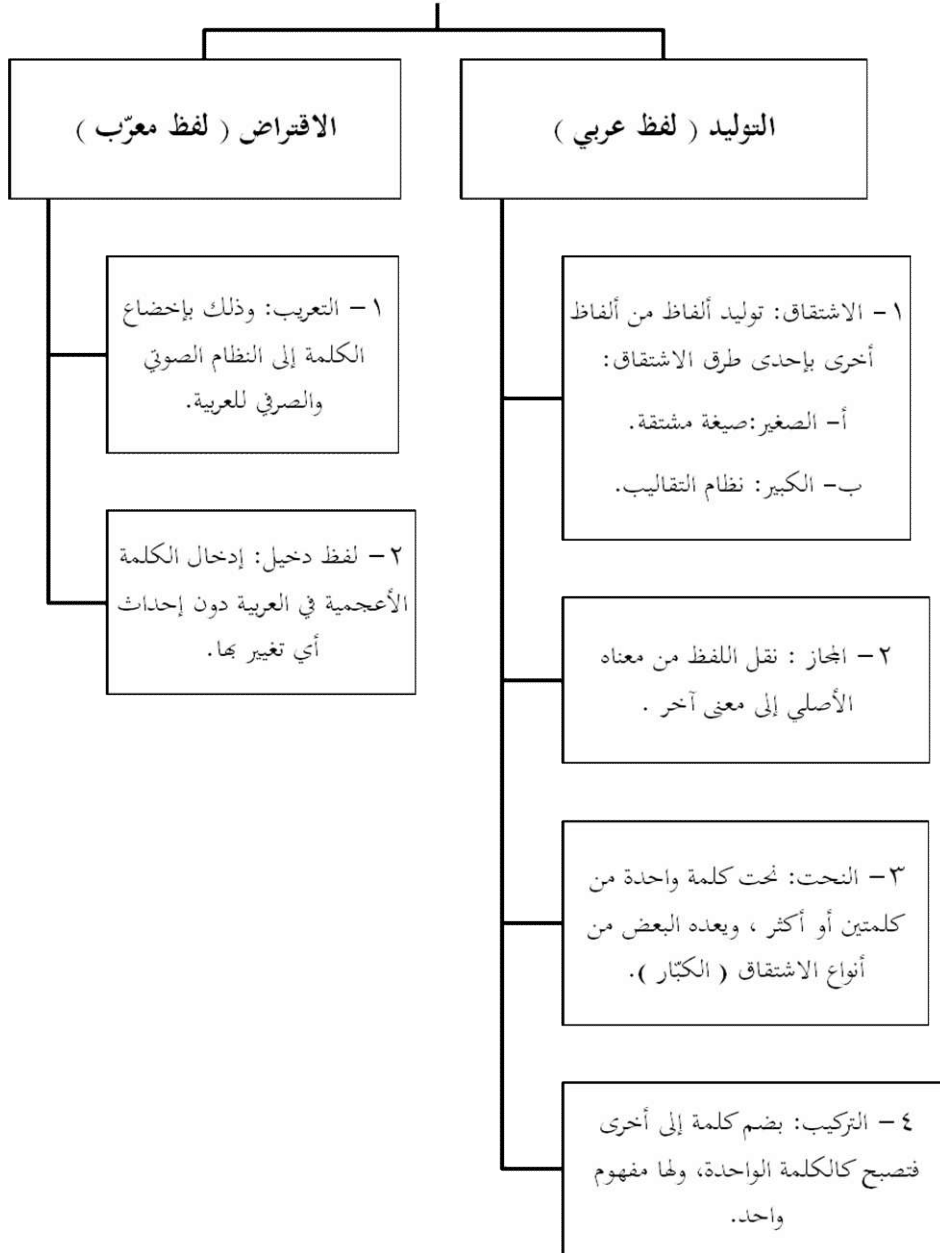 التوليد ( لفظ عربي )
١- الاشتقاق: توليد ألفاظ من ألفاظ
أخرى بإحدى طرق الاشتقاق:
أ- الصغير:صيغة مشتقة.
ب- الكبير: نظام التقاليب.
٢- المجاز : نقل اللفظ من معناه
الأصلي إلى معنى آخر .
٣- النحت: نحت كلمة واحدة من
كلمتين أو أكثر ، ويعده البعض من
أنواع الاشتقاق ( الكبّار ).
٤- التركيب: بضم كلمة إلى أخرى
فتصبح كالكلمة الواحدة، ولها مفهوم
واحد.
الاقتراض ( لفظ معرّب )
١- التعريب: وذلك بإخضاع
الكلمة إلى النظام الصوتي
والصرفي للعربية.
٢- لفظ دخيل: إدخال الكلمة
الأعجمية في العربية دون إحداث
أي تغيير بها.